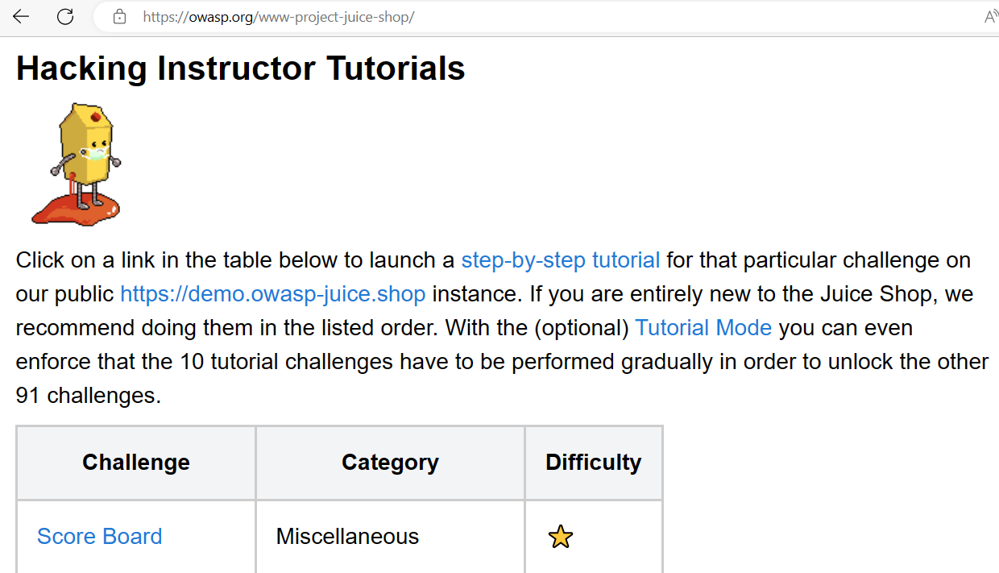 https://owasp.org/www-project-juice-shop/
A
Hacking Instructor Tutorials
Click on a link in the table below to launch a step-by-step tutorial for that particular challenge on
our public https://demo.owasp-juice.shop instance. If you are entirely new to the Juice Shop, we
recommend doing them in the listed order. With the (optional) Tutorial Mode you can even
enforce that the 10 tutorial challenges have to be performed gradually in order to unlock the other
91 challenges.
Challenge Category Difficulty
Score Board Miscellaneous